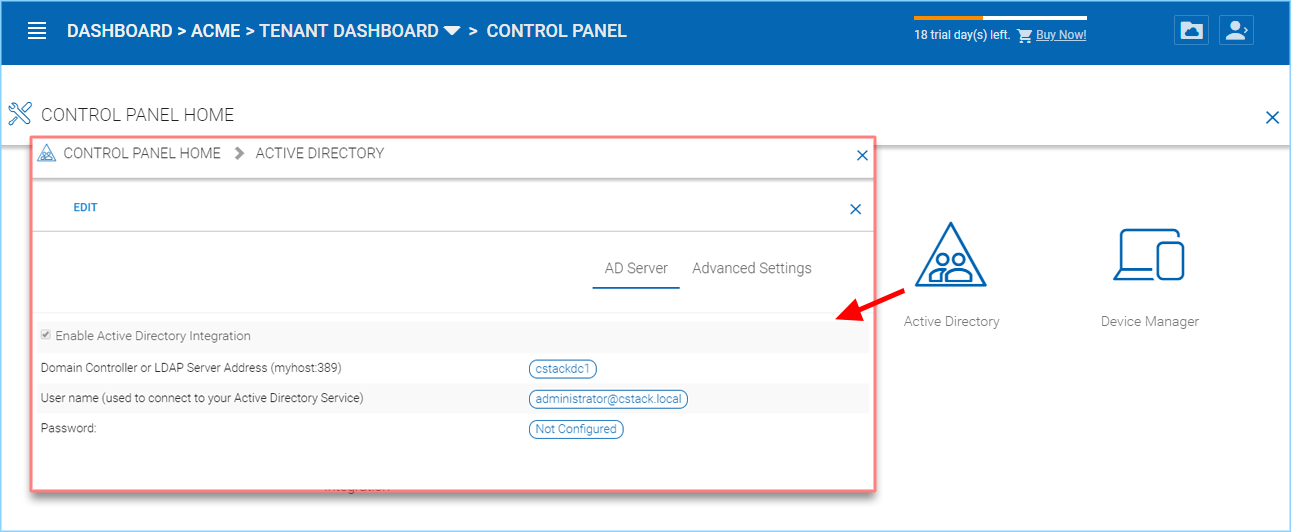 DASHBOARD > ACME > TENANT DASHBOARD > CONTROL PANEL
18 trial day(s) left. Buy Now!
CONTROL PANEL HOME
CONTROL PANEL HOME ACTIVE DIRECTORY
EDIT
AD Server Advanced Settings
Enable Active Directory Integration
Domain Controller or LDAP Server Address (myhost:389) cstackdc1
User name (used to connect to your Active Directory Service) administrator@cstack.local
Password: Not Configured
Active Directory Device Manager